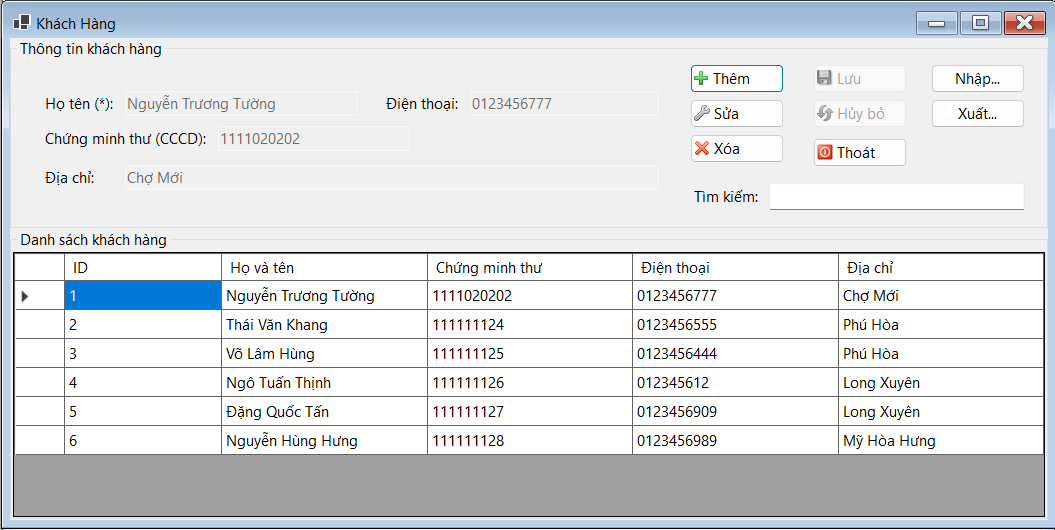 Khách Hàng
Thông tin khách hàng
Họ tên (*): Nguyễn Trương Tường Điện thoại: 0123456777
Chứng minh thư (CCCD): 1111020202
Địa chỉ: Chợ Mới
Thêm Lưu Nhập...
Sửa Hủy bỏ Xuất...
Xóa Thoát
Tìm kiếm:
Danh sách khách hàng
ID Họ và tên Chứng minh thư Điện thoại Địa chỉ
1 Nguyễn Trương Tường 1111020202 0123456777 Chợ Mới
2 Thái Văn Khang 111111124 0123456555 Phú Hòa
3 Võ Lâm Hùng 111111125 0123456444 Phú Hòa
4 Ngô Tuấn Thịnh 111111126 012345612 Long Xuyên
5 Đặng Quốc Tấn 111111127 0123456909 Long Xuyên
6 Nguyễn Hùng Hưng 111111128 0123456989 Mỹ Hòa Hưng